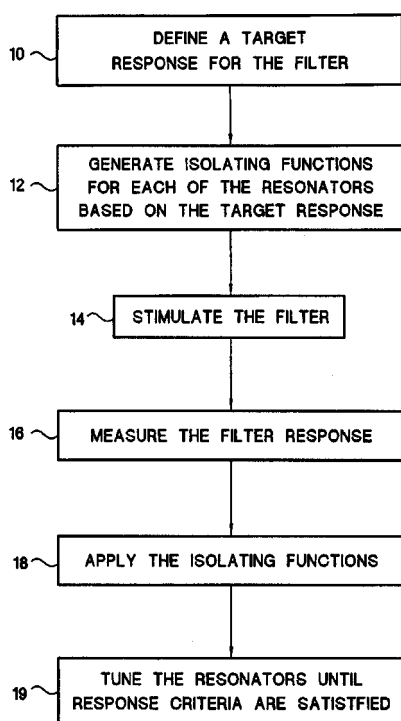 10
DEFINE A TARGET
RESPONSE FOR THE FILTER
12
GENERATE ISOLATING FUNCTIONS
FOR EACH OF THE RESONATORS
BASED ON THE TARGET RESPONSE
14
STIMULATE THE FILTER
16
MEASURE THE FILTER RESPONSE
18
APPLY THE ISOLATING FUNCTIONS
19
TUNE THE RESONATORS UNTIL
RESPONSE CRITERIA ARE SATISTFIED